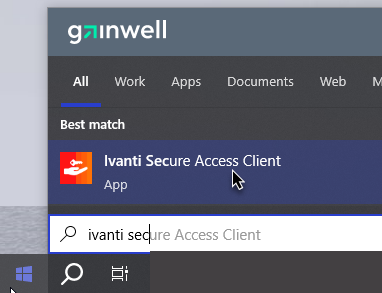 gainwell
All Work Apps Documents Web
Best match
Ivanti Secure Access Client
App
ivanti secure Access Client